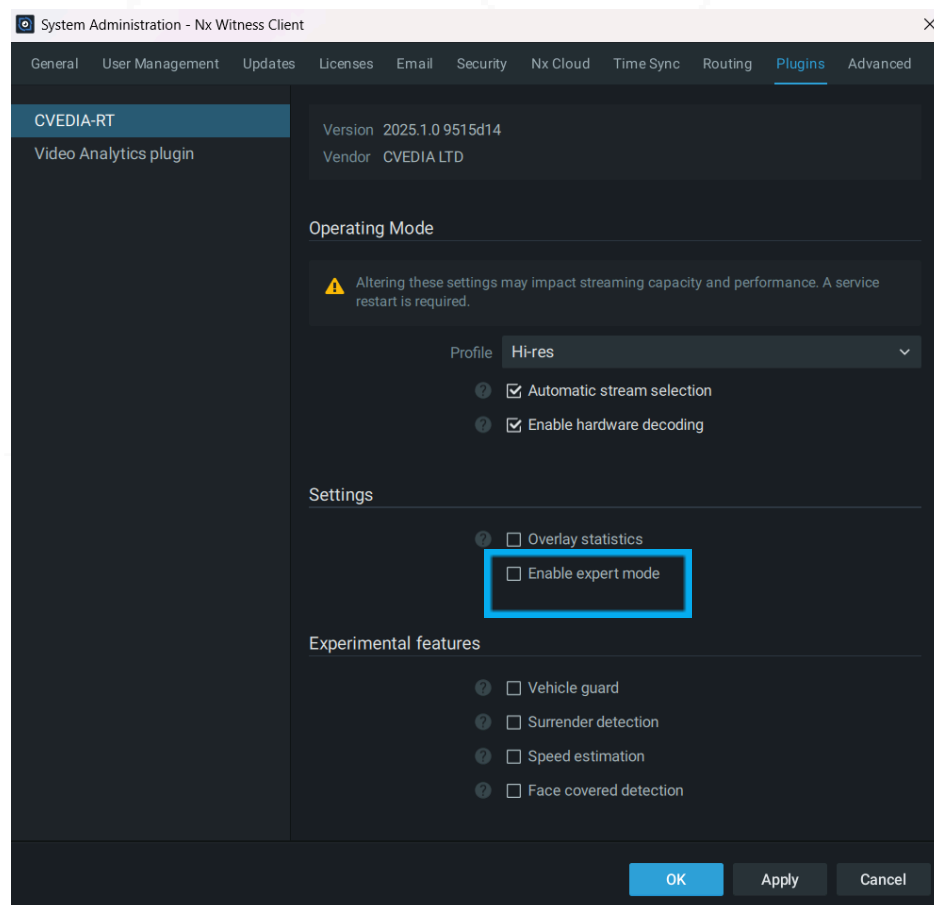 System Administration - Nx Witness Client
General User Management Updates Licenses Email Security Nx Cloud Time Sync Routing Plugins Advanced
CVEDIA-RT
Video Analytics plugin
Version 2025.1.0 9515d14
Vendor CVEDIA LTD
Operating Mode
Altering these settings may impact streaming capacity and performance. A service
restart is required.
Profile Hi-res
? Automatic stream selection
? Enable hardware decoding
Settings
? Overlay statistics
Enable expert mode
Experimental features
? Vehicle guard
? Surrender detection
? Speed estimation
? Face covered detection
OK Apply Cancel